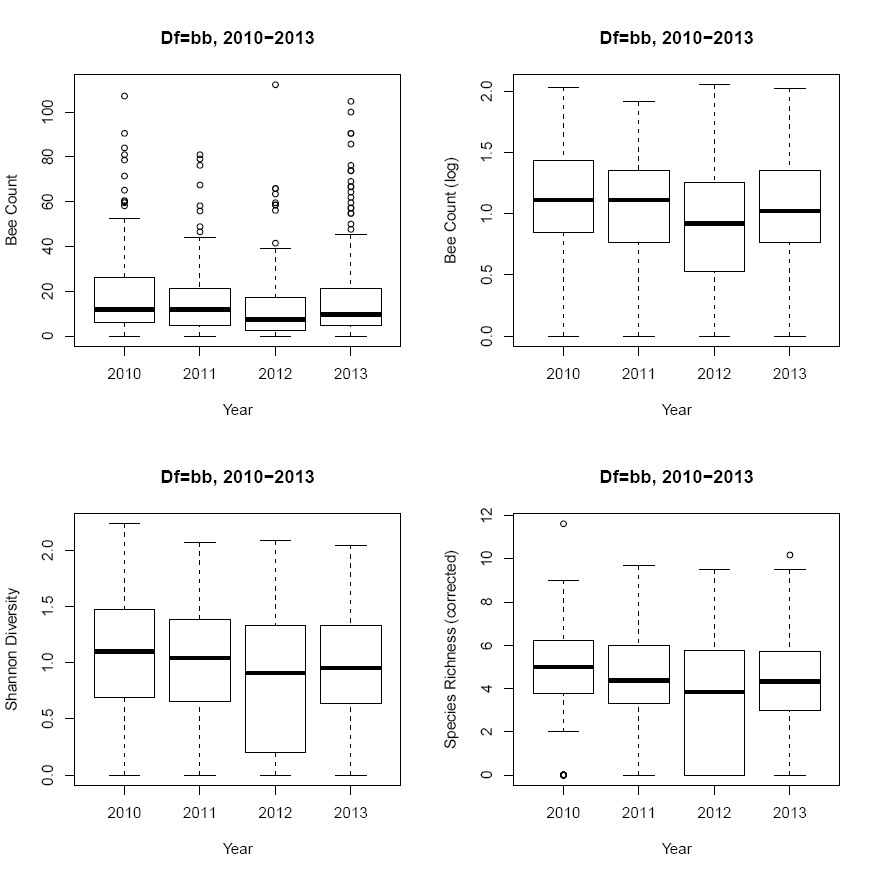 Df=bb, 2010−2013
Bee Count
100
80
60
40
20
0
2010 2011 2012 2013
Year
Df=bb, 2010−2013
Bee Count (log)
2.0
1.5
1.0
0.5
0.0
2010 2011 2012 2013
Year
Df=bb, 2010−2013
Shannon Diversity
2.0
1.5
1.0
0.5
0.0
2010 2011 2012 2013
Year
Df=bb, 2010−2013
Species Richness (corrected)
12
10
8
6
4
2
0
2010 2011 2012 2013
Year